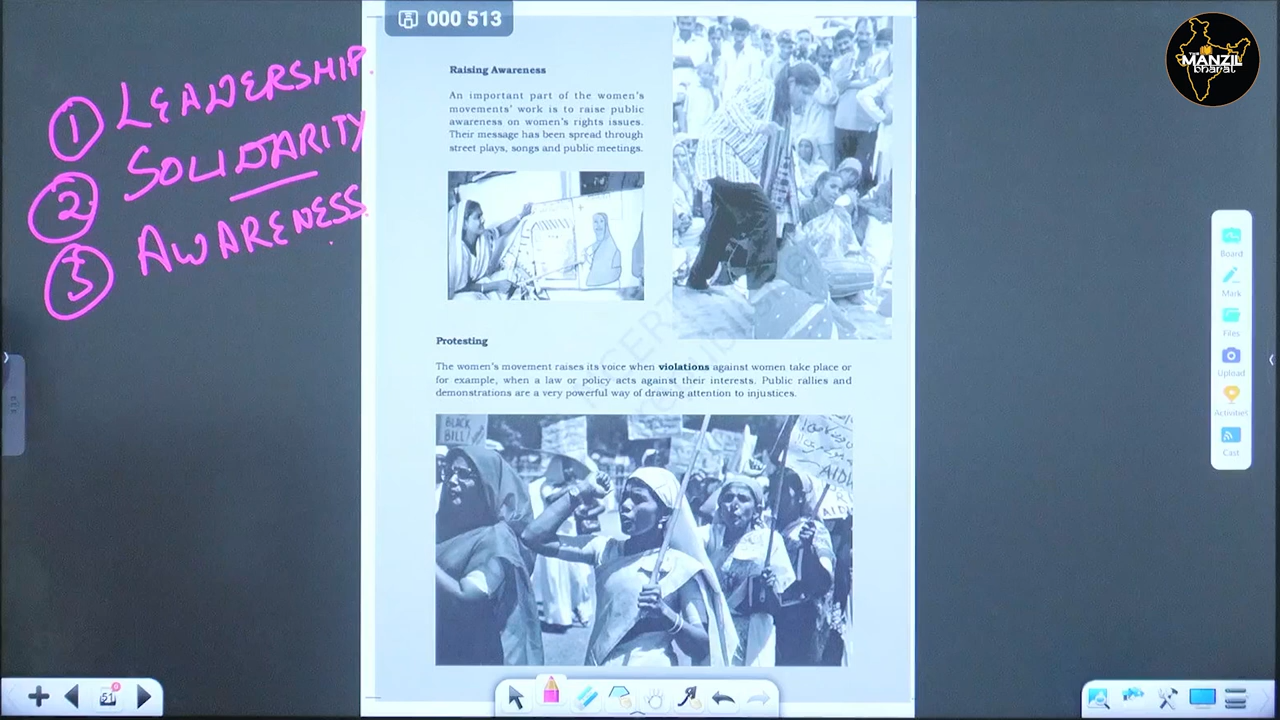 000 513
THE
MANZIL
bharat
① LEADERSHIP.
② SOLIDARITY
③ AWARENESS
Raising Awareness
An important part of the women's
movements' work is to raise public
awareness on women's rights issues.
Their message has been spread through
street plays, songs and public meetings.
Protesting
The women's movement raises its voice when violations against women take place or
for example, when a law or policy acts against their interests. Public rallies and
demonstrations are a very powerful way of drawing attention to injustices.
BLACK
BILL!
AID
Board
Mark
Files
Upload
Activities
Cast
51